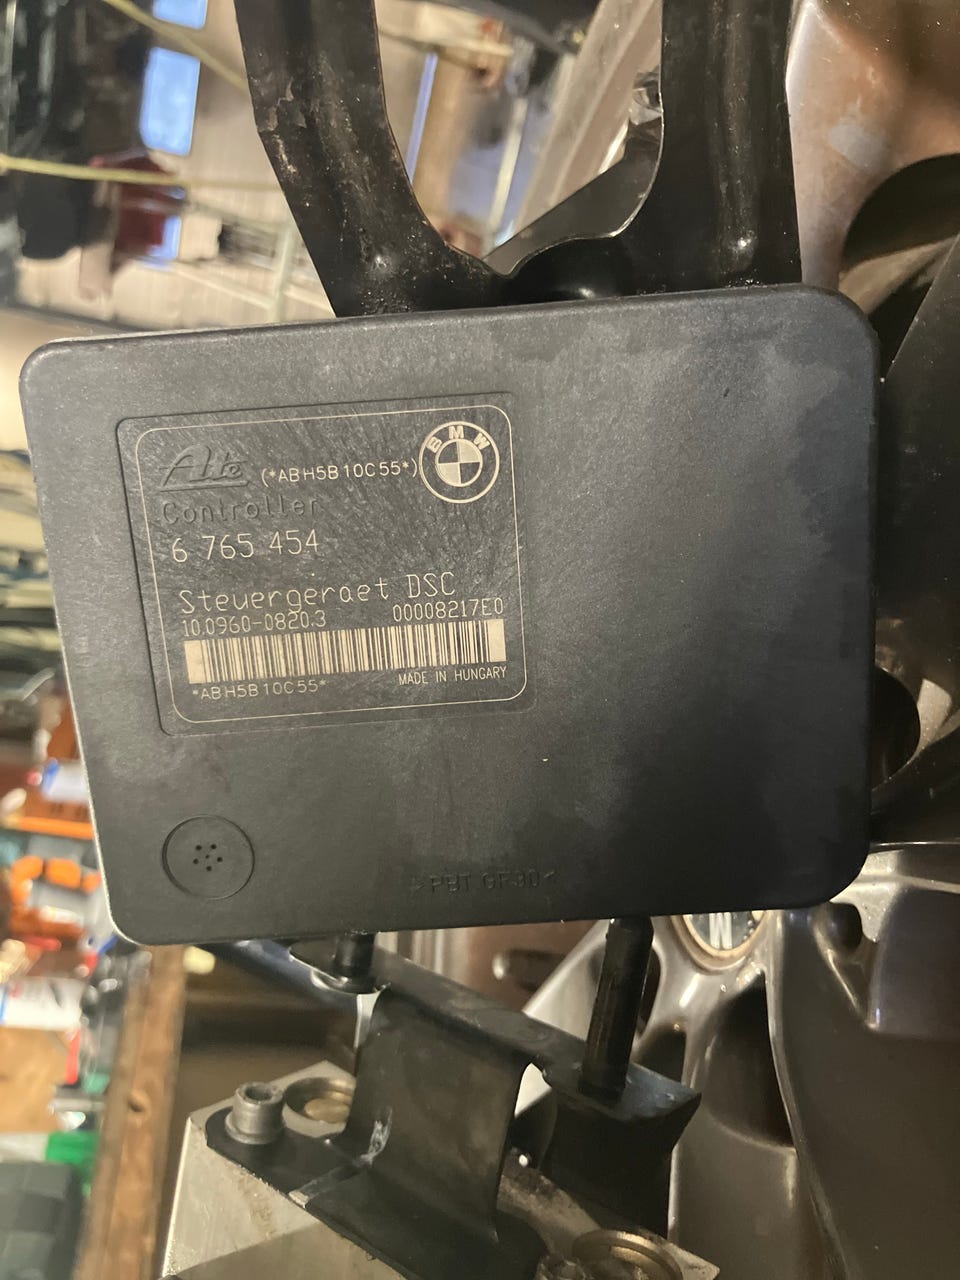 Ate (*ABH5B10C55*) BMW
Controller
6 765 454
Steuergeraet DSC
10.0960-0820.3 00008217E0
*ABH5B10C55* MADE IN HUNGARY
>PBT GF30<
W